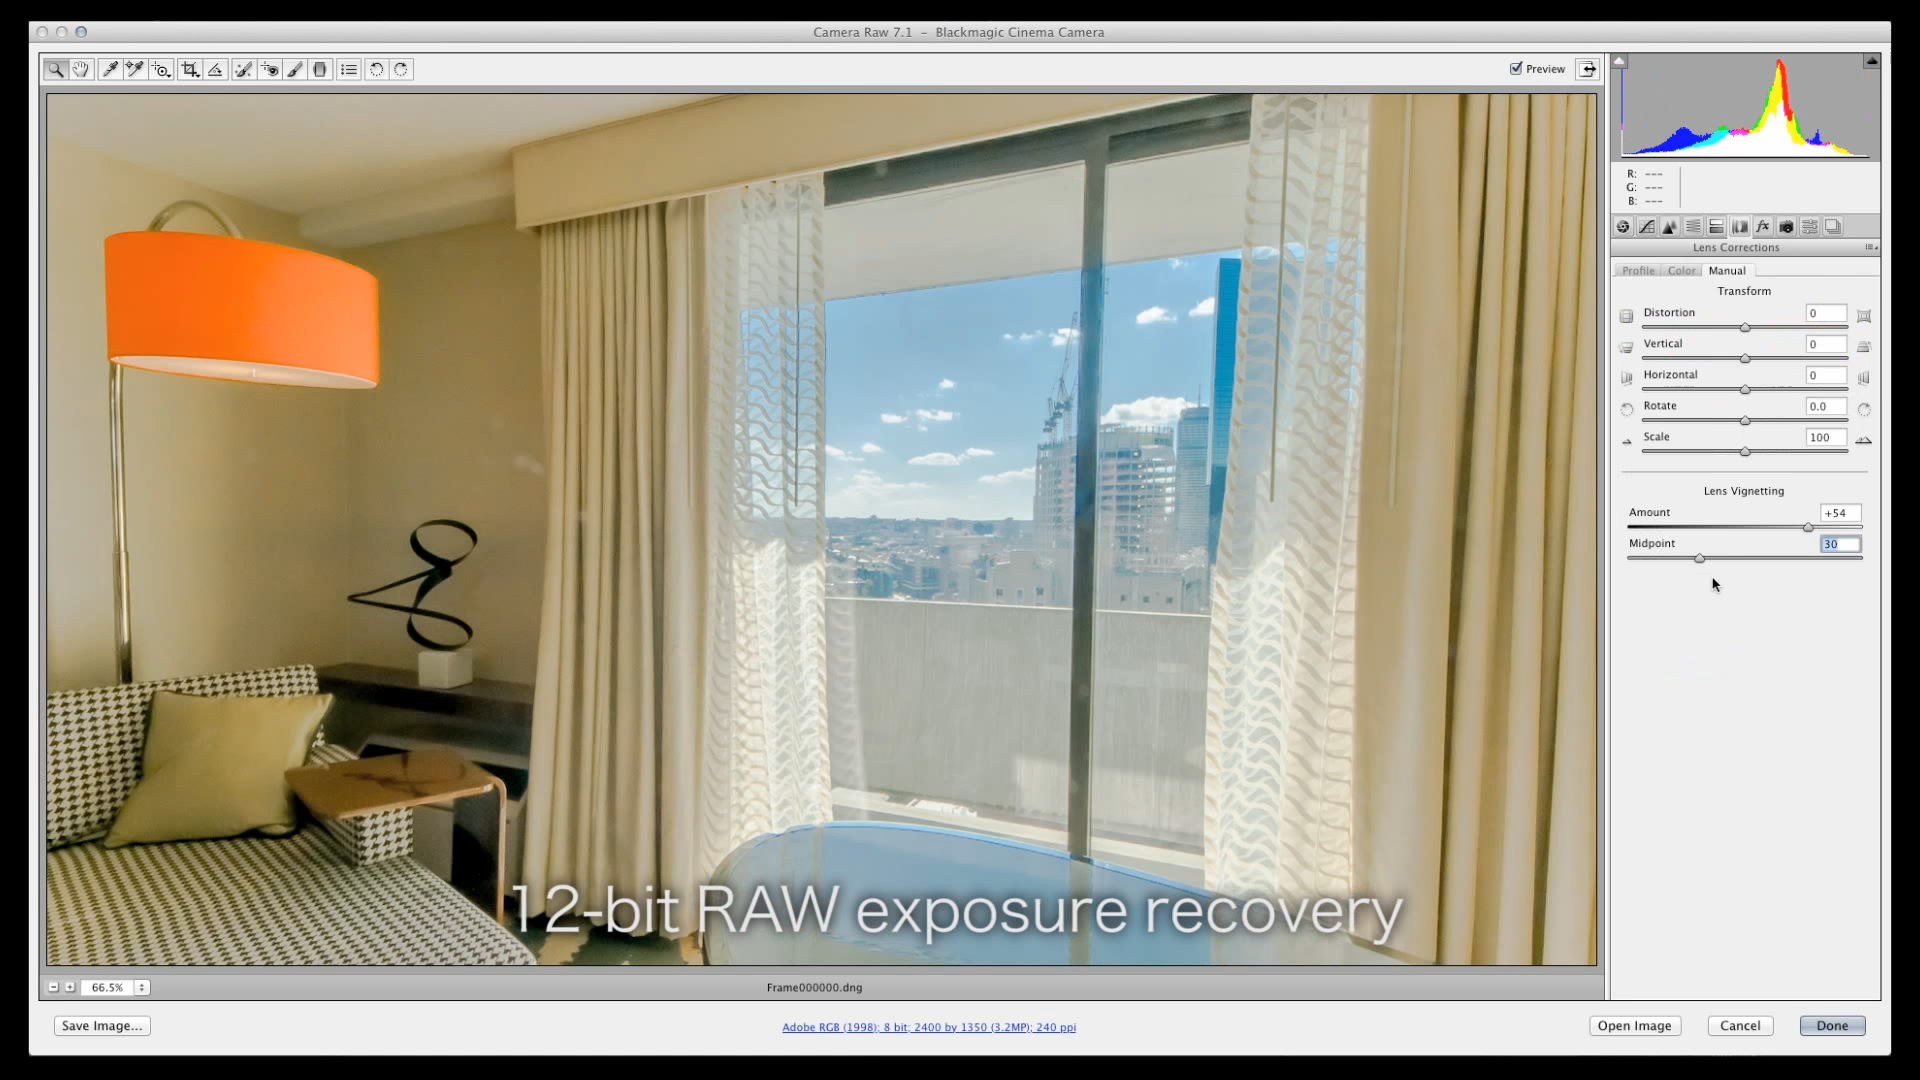 Camera Raw 7.1 - Blackmagic Cinema Camera
Preview
R: ---
G: ---
B: ---
fx
Lens Corrections
Profile Color Manual
Transform
Distortion 0
Vertical 0
Horizontal 0
Rotate 0.0
Scale 100
Lens Vignetting
Amount +54
Midpoint 30
12-bit RAW exposure recovery
66.5%
Frame000000.dng
Save Image...
Adobe RGB (1998); 8 bit; 2400 by 1350 (3.2MP); 240 ppi
Open Image
Cancel
Done